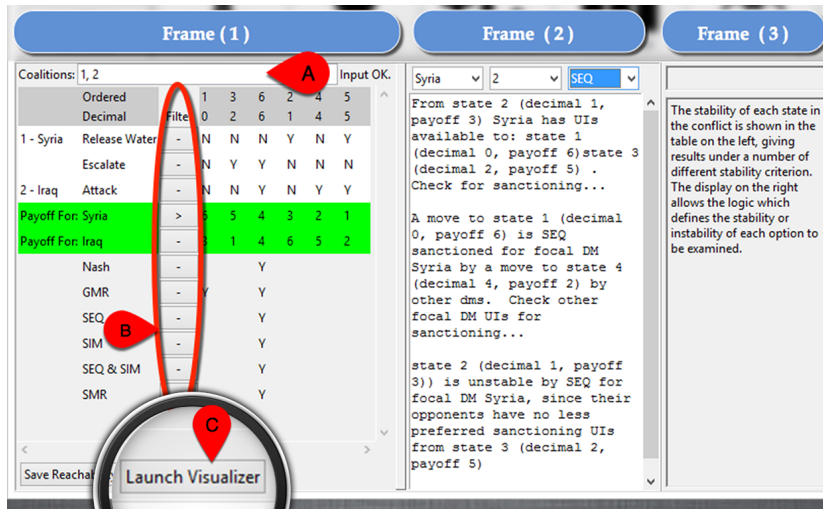 Frame (1)
Frame (2)
Frame (3)
Coalitions: 1, 2
A
Input OK.
Ordered 1 3 6 2 4 5
Decimal Filte 0 2 6 1 4 5
1 - Syria Release Water - N N N Y N Y
Escalate - N Y Y N N N
2 - Iraq Attack - N N Y N Y Y
Payoff For: Syria > 6 5 4 3 2 1
Payoff For: Iraq - 3 1 4 6 5 2
Nash - Y
GMR - Y Y
SEQ - Y
B
SIM - Y
SEQ & SIM - Y
SMR - Y
C
Save Reachab
Launch Visualizer
Syria 2 SEQ
From state 2 (decimal 1,
payoff 3) Syria has UIs
available to: state 1
(decimal 0, payoff 6)state 3
(decimal 2, payoff 5) .
Check for sanctioning...
A move to state 1 (decimal
0, payoff 6) is SEQ
sanctioned for focal DM
Syria by a move to state 4
(decimal 4, payoff 2) by
other dms. Check other
focal DM UIs for
sanctioning...
state 2 (decimal 1, payoff
3)) is unstable by SEQ for
focal DM Syria, since their
opponents have no less
preferred sanctioning UIs
from state 3 (decimal 2,
payoff 5)
The stability of each state in
the conflict is shown in the
table on the left, giving
results under a number of
different stability criterion.
The display on the right
allows the logic which
defines the stability or
instability of each option to
be examined.